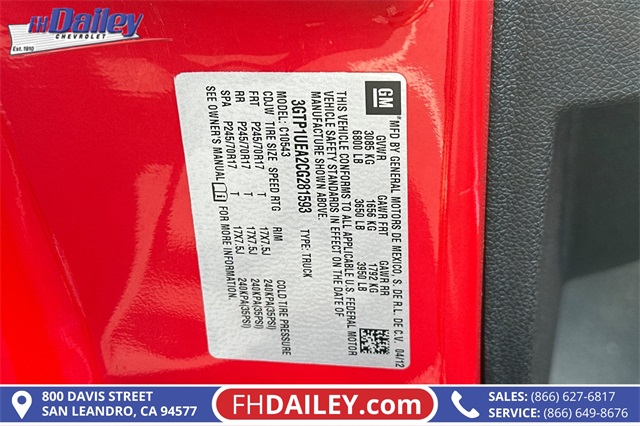 FH Dailey
CHEVROLET
Est. 1910
GM
MFD BY GENERAL MOTORS DE MEXICO, S. DE R.L. DE C.V. 04/12
GVWR GAWR FRT GAWR RR
3085 KG 1656 KG 1792 KG
6800 LB 3650 LB 3950 LB
THIS VEHICLE CONFORMS TO ALL APPLICABLE U.S. FEDERAL MOTOR
VEHICLE SAFETY STANDARDS IN EFFECT ON THE DATE OF
MANUFACTURE SHOWN ABOVE.
3GTP1UEA2CG281593 TYPE: TRUCK
MODEL: C10543
CDJW TIRE SIZE SPEED RTG RIM COLD TIRE PRESSURE
FRT P245/70R17 T 17X7.5J 240KPA(35PSI)
RR P245/70R17 T 17X7.5J 240KPA(35PSI)
SPA P245/70R17 T 17X7.5J 240KPA(35PSI)
SEE OWNER'S MANUAL FOR MORE INFORMATION.
800 DAVIS STREET
SAN LEANDRO, CA 94577
FHDAILEY.com
SALES: (866) 627-6817
SERVICE: (866) 649-8676